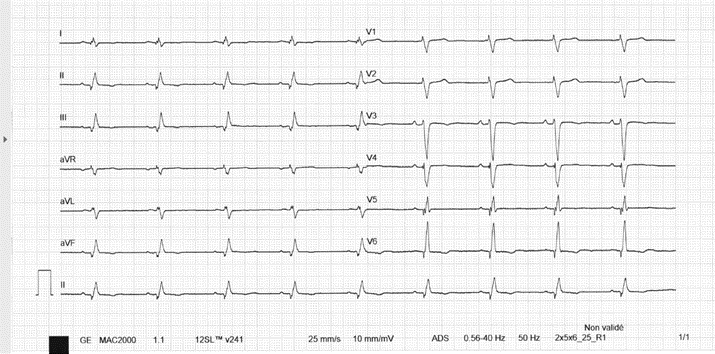 I V1
II V2
III V3
aVR V4
aVL V5
aVF V6
II
Non validé
GE MAC2000 1.1 12SL™ v241 25 mm/s 10 mm/mV ADS 0.56-40 Hz 50 Hz 2x5x6_25_R1 1/1